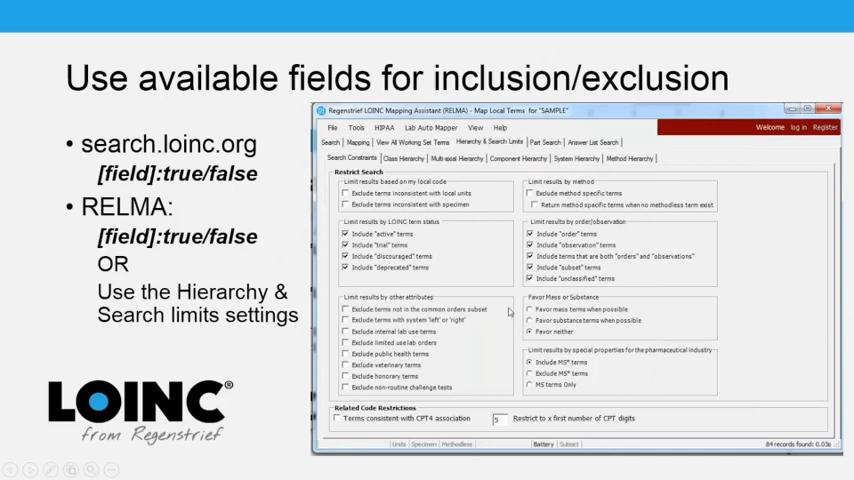 Use available fields for inclusion/exclusion
• search.loinc.org
[field]:true/false
• RELMA:
[field]:true/false
OR
Use the Hierarchy &
Search limits settings
LOINC®
from Regenstrief
Regenstrief LOINC Mapping Assistant (RELMA) - Map Local Terms for "SAMPLE"
File Tools HIPAA Lab Auto Mapper View Help
Welcome log in Register
Search Mapping View All Working Set Terms Hierarchy & Search Limits Part Search Answer List Search
Search Constraints Class Hierarchy Multi-axial Hierarchy Component Hierarchy System Hierarchy Method Hierarchy
Restrict Search
Limit results based on my local code
Exclude terms inconsistent with local units
Exclude terms inconsistent with specimen
Limit results by method
Exclude method specific terms
Return method specific terms when no methodless term exist
Limit results by LOINC term status
Include "active" terms
Include "trial" terms
Include "discouraged" terms
Include "deprecated" terms
Limit results by order/observation
Include "order" terms
Include "observation" terms
Include terms that are both "orders" and "observations"
Include "subset" terms
Include "unclassified" terms
Limit results by other attributes
Exclude terms not in the common orders subset
Exclude terms with system 'left' or 'right'
Exclude internal lab use terms
Exclude limited use lab orders
Exclude public health terms
Exclude veterinary terms
Exclude honorary terms
Exclude non-routine challenge tests
Favor Mass or Substance
Favor mass terms when possible
Favor substance terms when possible
Favor neither
Limit results by special properties for the pharmaceutical industry
Include MS* terms
Exclude MS* terms
MS terms Only
Related Code Restrictions
Terms consistent with CPT4 association 5 Restrict to x first number of CPT digits
Units Specimen Methodless Battery Subset 84 records found: 0.03s